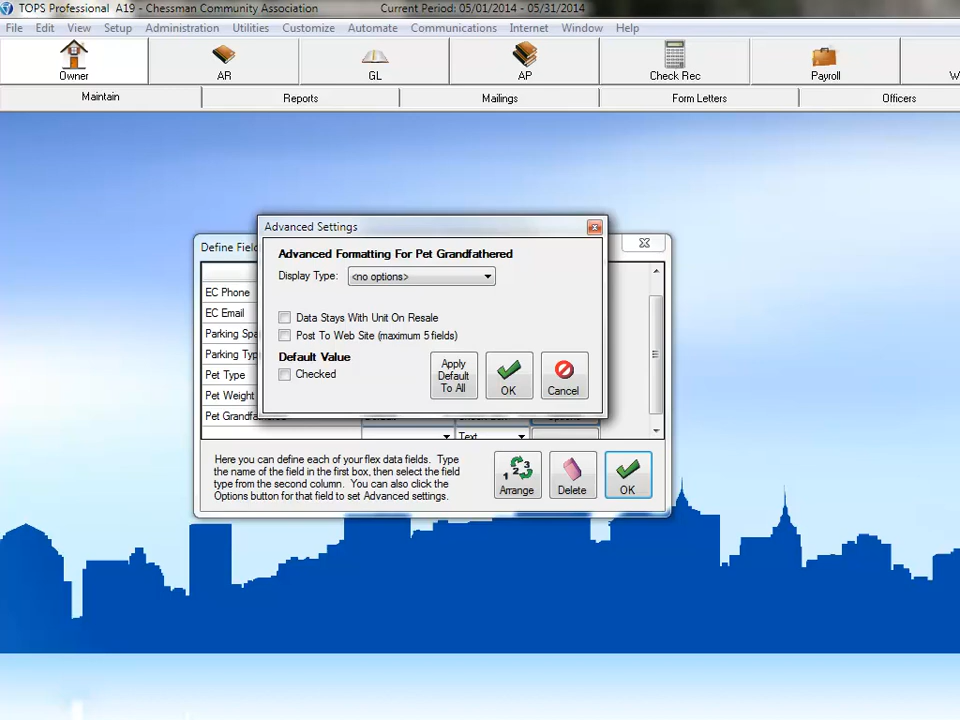 TOPS Professional A19 - Chessman Community Association
Current Period: 05/01/2014 - 05/31/2014
File Edit View Setup Administration Utilities Customize Automate Communications Internet Window Help
Owner AR GL AP Check Rec Payroll W
Maintain Reports Mailings Form Letters Officers
Define Fiel
Advanced Settings
Advanced Formatting For Pet Grandfathered
Display Type: <no options>
Data Stays With Unit On Resale
Post To Web Site (maximum 5 fields)
Default Value
Checked
Apply
Default
To All
OK
Cancel
EC Phone
EC Email
Parking Spa
Parking Typ
Pet Type
Pet Weight
Pet Grandfa
Text
Here you can define each of your flex data fields. Type
the name of the field in the first box, then select the field
type from the second column. You can also click the
Options button for that field to set Advanced settings.
Arrange
Delete
OK